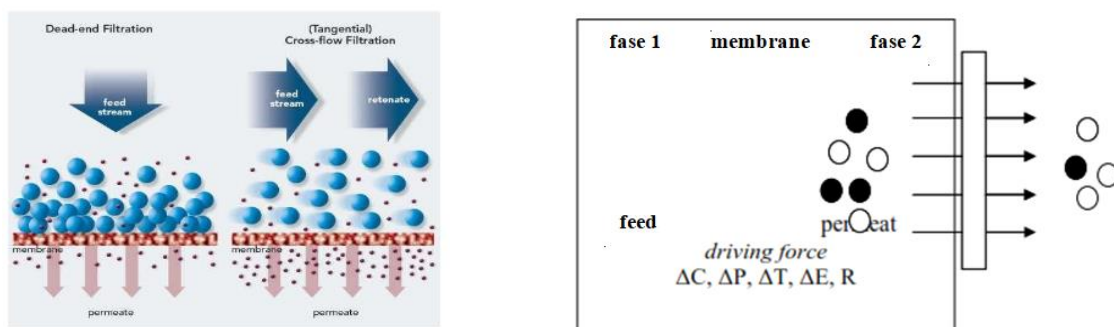 Dead-end Filtration
(Tangential)
Cross-flow Filtration
feed
stream
feed
stream
retenate
membrane
membrane
permeate
permeate
fase 1 membrane fase 2
feed
permeat
driving force
ΔC, ΔP, ΔT, ΔE, R